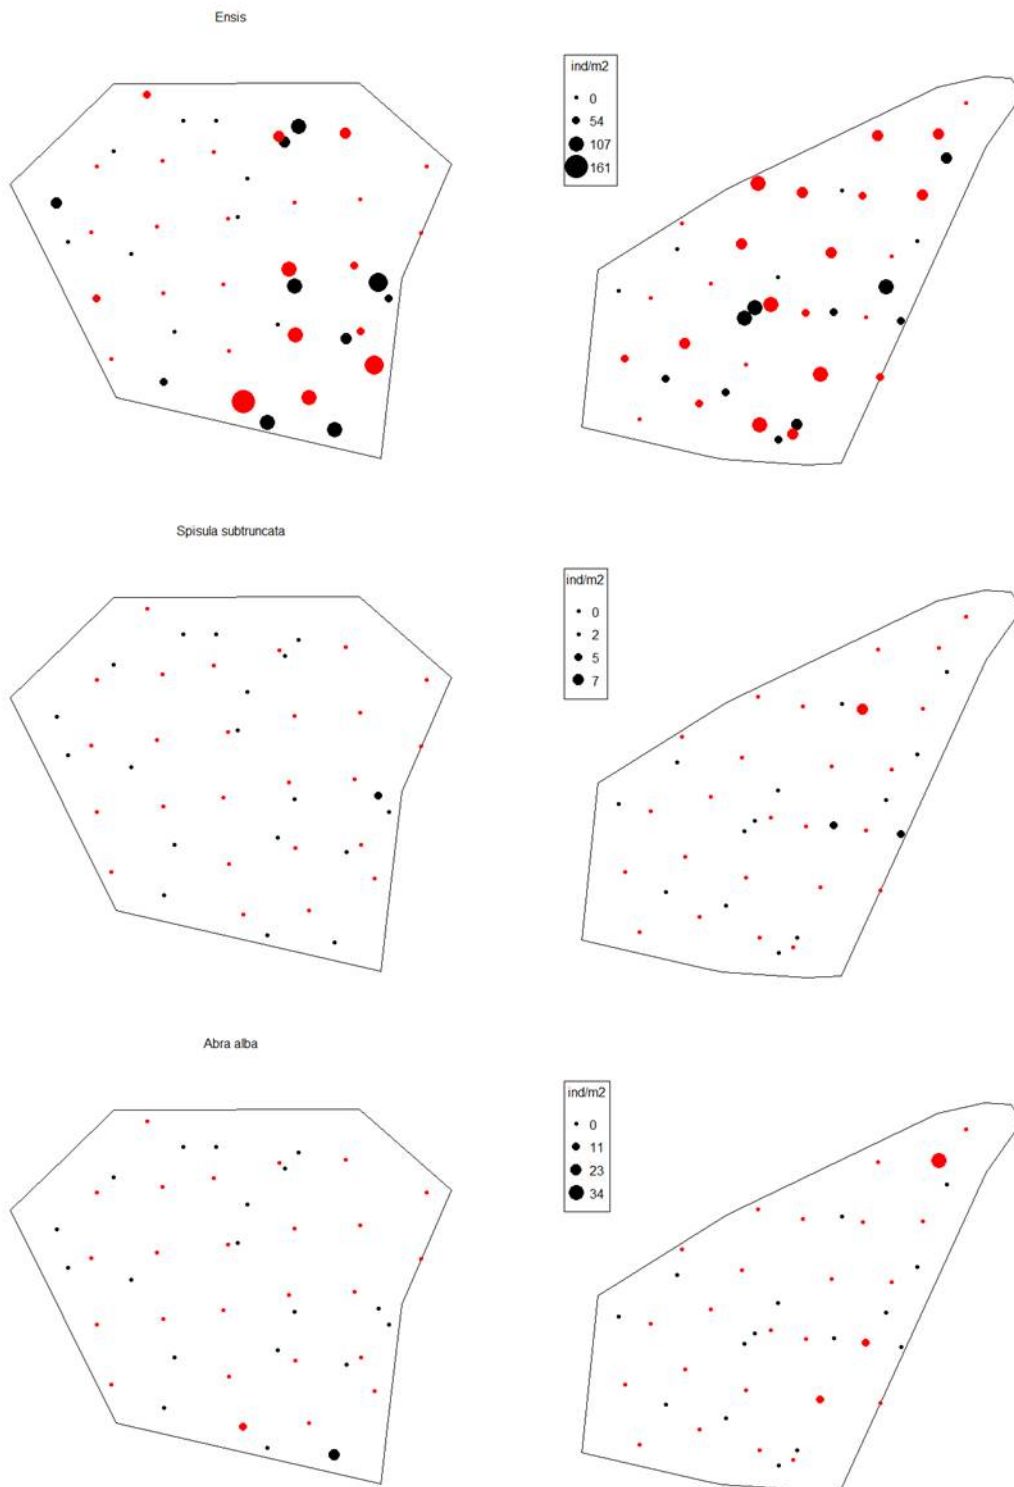 Ensis
ind/m2
0
54
107
161
Spisula subtruncata
ind/m2
0
2
5
7
Abra alba
ind/m2
0
11
23
34